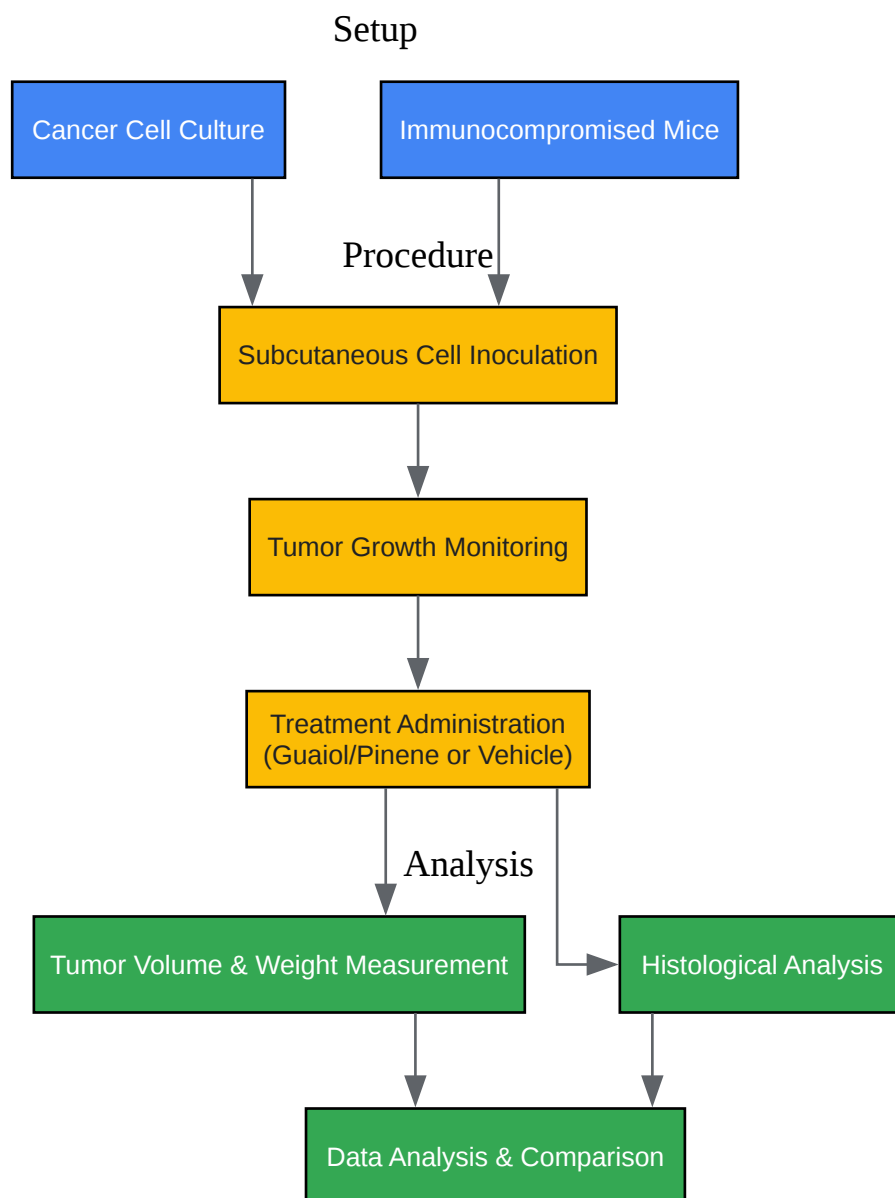 Setup
Cancer Cell Culture
Immunocompromised Mice
Procedure
Subcutaneous Cell Inoculation
Tumor Growth Monitoring
Treatment Administration
(Guaiol/Pinene or Vehicle)
Analysis
Tumor Volume & Weight Measurement
Histological Analysis
Data Analysis & Comparison